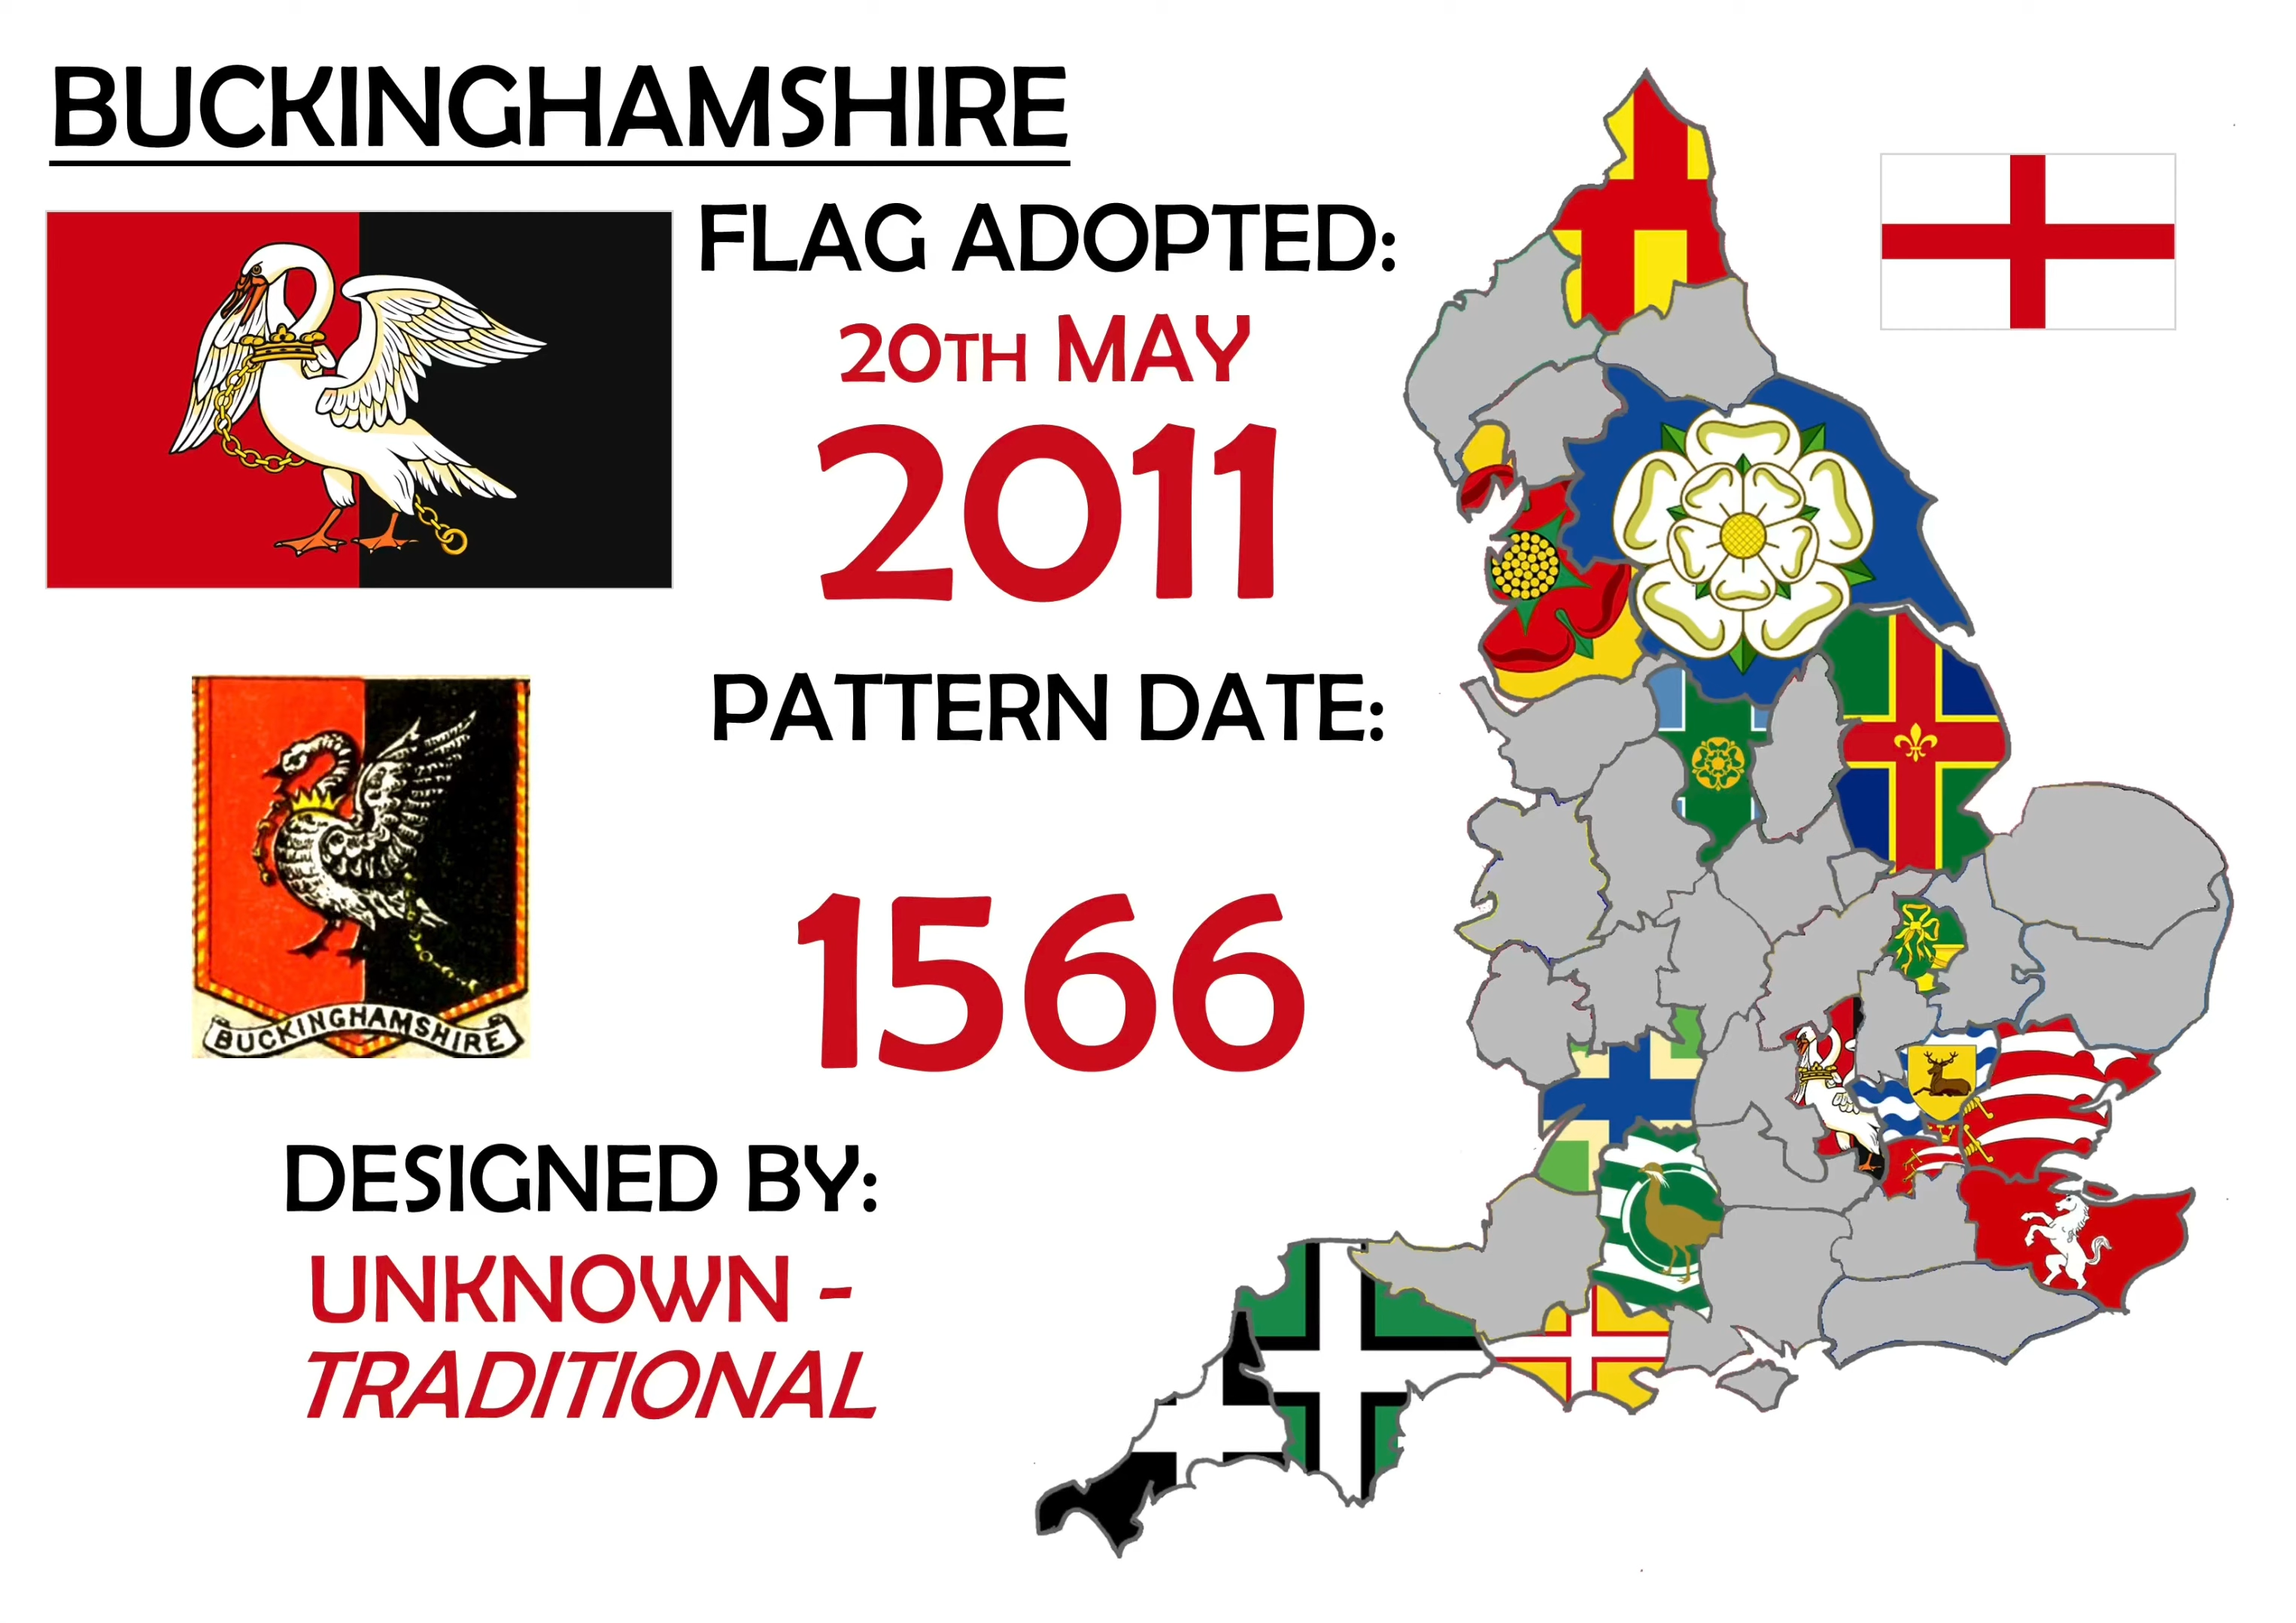 BUCKINGHAMSHIRE
FLAG ADOPTED:
20TH MAY
2011
PATTERN DATE:
1566
BUCKINGHAMSHIRE
DESIGNED BY:
UNKNOWN -
TRADITIONAL